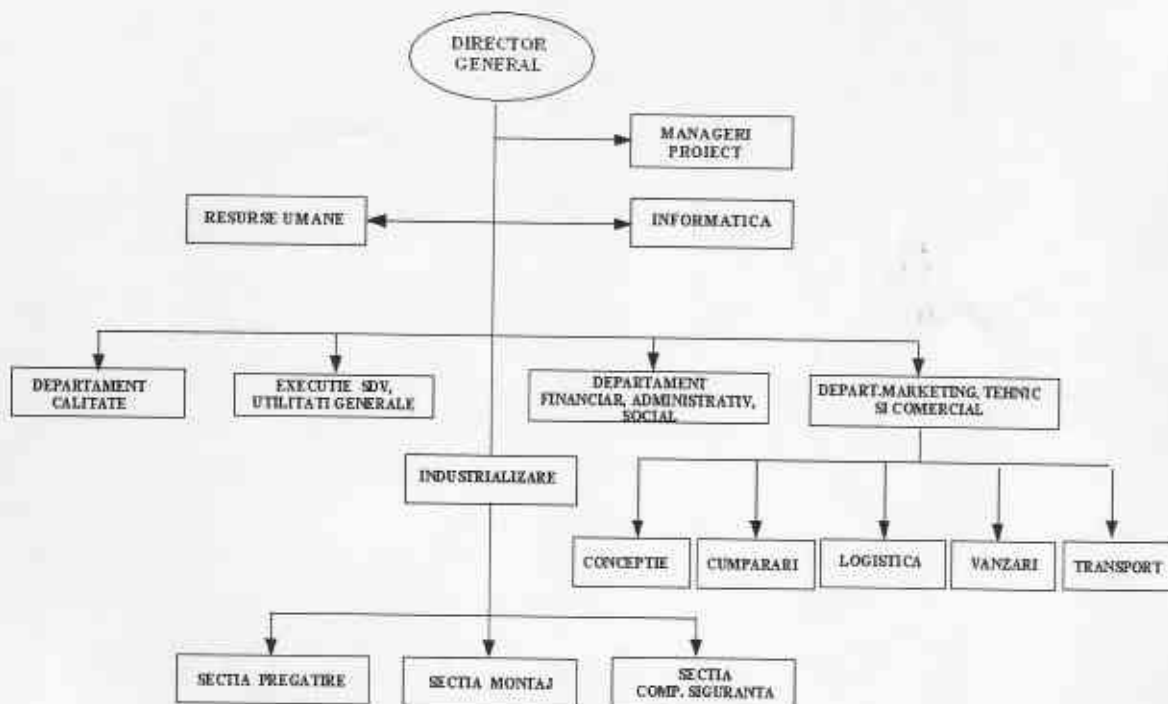 DIRECTOR
GENERAL
MANAGERI
PROIECT
RESURSE UMANE
INFORMATICA
DEPARTAMENT
CALITATE
EXECUTIE SDV,
UTILITATI GENERALE
DEPARTAMENT
FINANCIAR, ADMINISTRATIV,
SOCIAL
DEPART.MARKETING, TEHNIC
SI COMERCIAL
INDUSTRIALIZARE
CONCEPTIE
CUMPARARI
LOGISTICA
VANZARI
TRANSPORT
SECTIA PREGATIRE
SECTIA MONTAJ
SECTIA
COMP. SIGURANTA